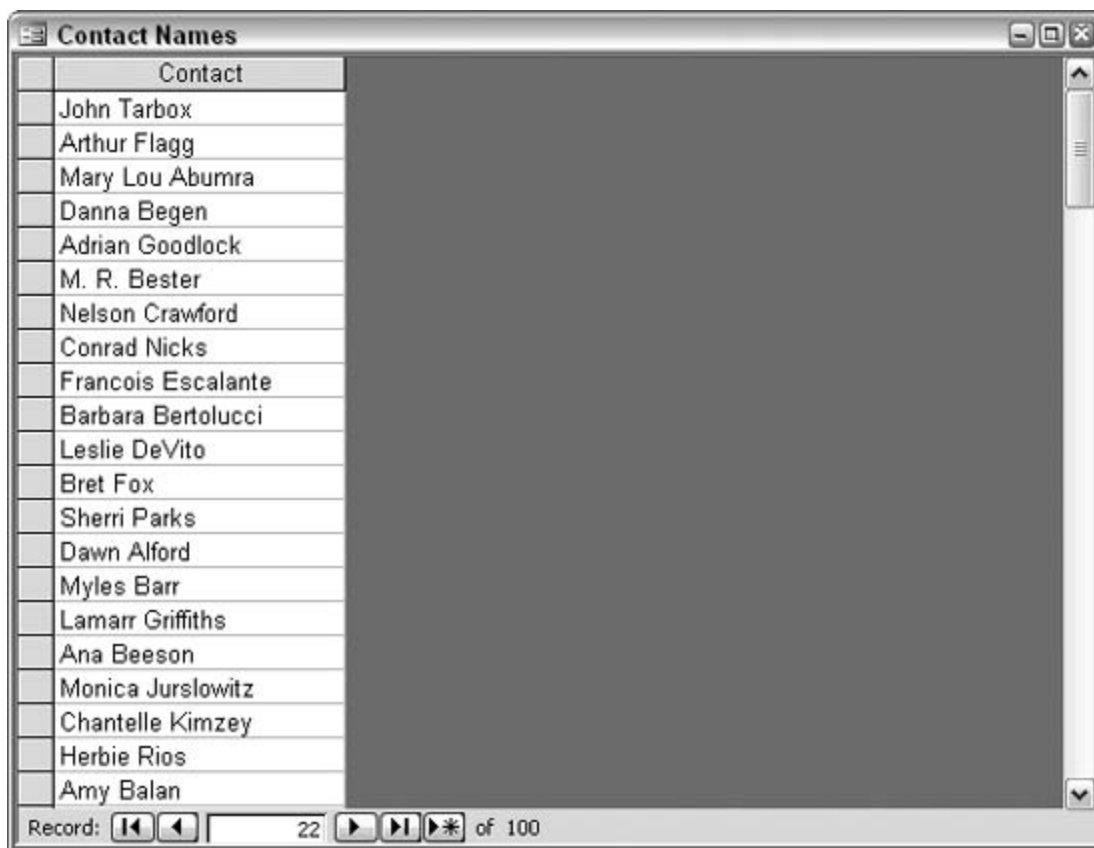 Contact Names
Contact
John Tarbox
Arthur Flagg
Mary Lou Abumra
Danna Begen
Adrian Goodlock
M. R. Bester
Nelson Crawford
Conrad Nicks
Francois Escalante
Barbara Bertolucci
Leslie DeVito
Bret Fox
Sherri Parks
Dawn Alford
Myles Barr
Lamarr Griffiths
Ana Beeson
Monica Jurslowitz
Chantelle Kimzey
Herbie Rios
Amy Balan
Record: 22 of 100